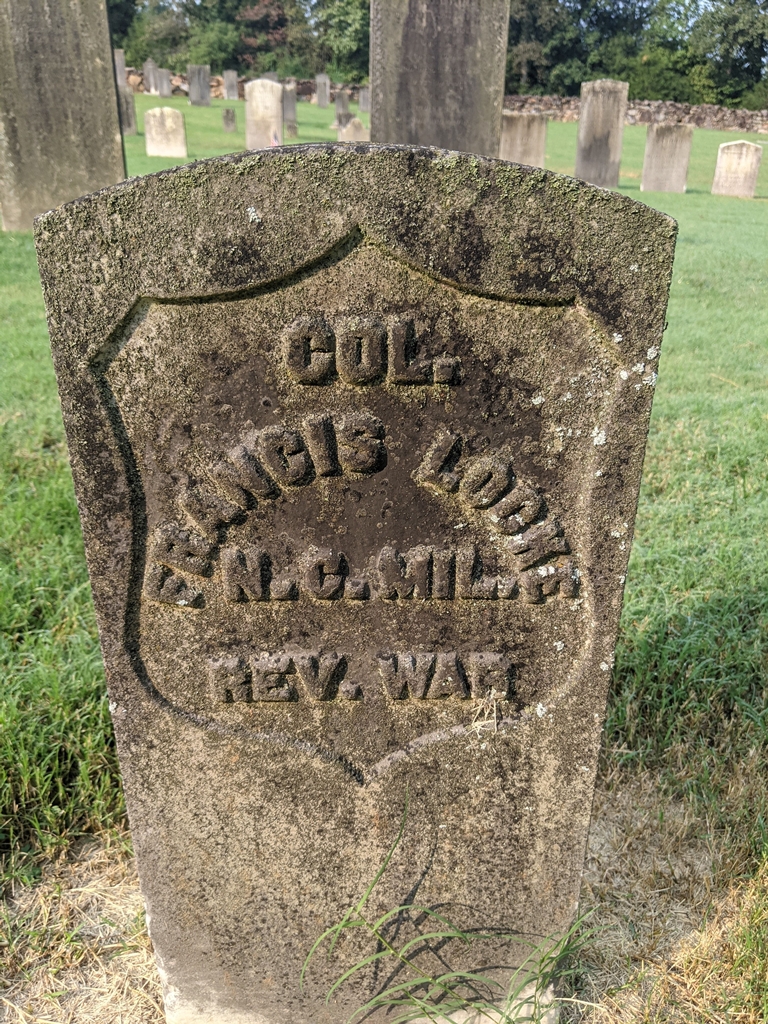 COL.
FRANCIS LOCKE
N.C. MIL.
REV. WAR